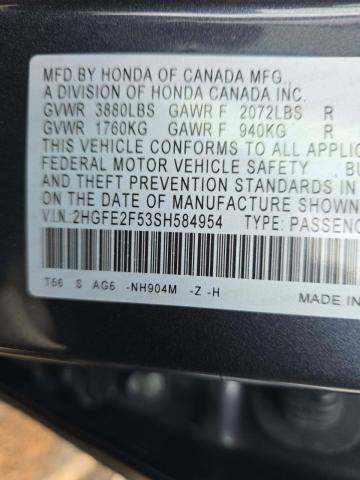 MFD.BY HONDA OF CANADA MFG.,
A DIVISION OF HONDA CANADA INC.
GVWR 3880LBS GAWR F 2072LBS R
GVWR 1760KG GAWR F 940KG R
THIS VEHICLE CONFORMS TO ALL APPLIC
FEDERAL MOTOR VEHICLE SAFETY , BU
AND THEFT PREVENTION STANDARDS IN
ON THE DATE OF MANUFACTURE SHOWN
V.I.N. 2HGFE2F53SH584954 TYPE: PASSENG
T56 S AG6 -NH904M -Z -H
MADE IN